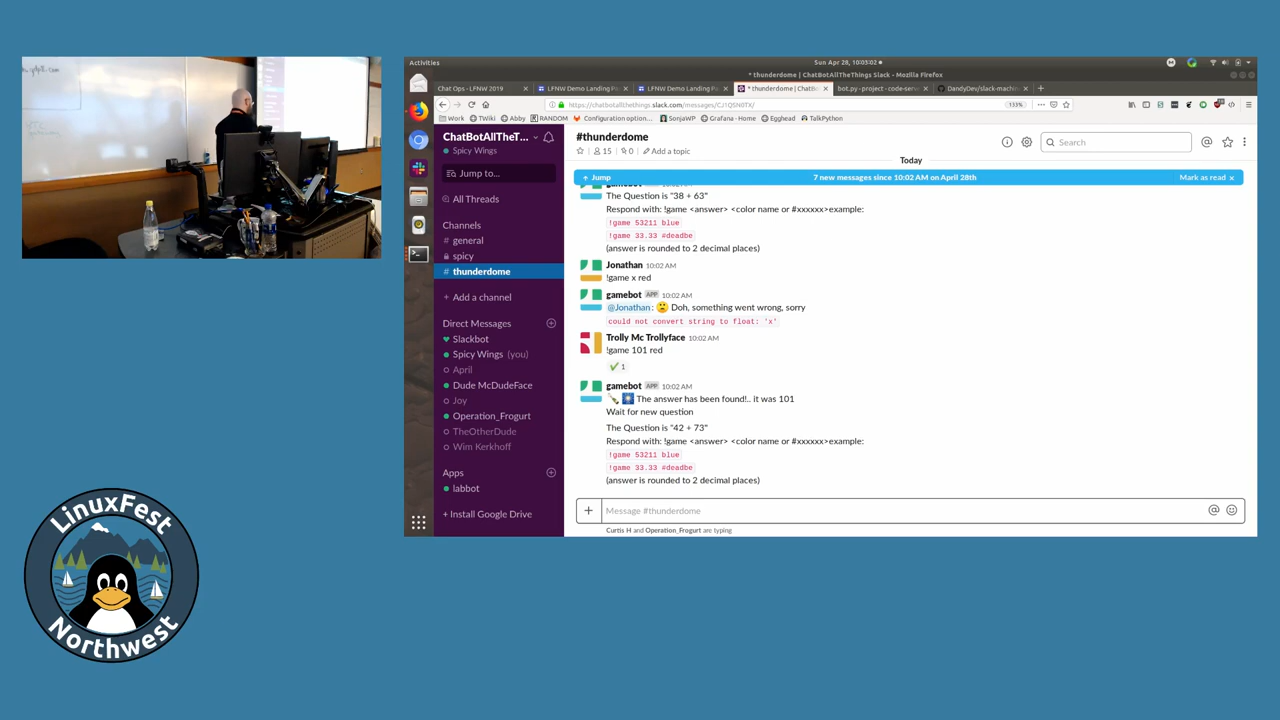 Activities
Sun Apr 28, 10:03:02
* thunderdome | ChatBotAllTheThings Slack - Mozilla Firefox
Chat Ops - LFNW 2019
LFNW Demo Landing Pa
LFNW Demo Landing Pa
* thunderdome | ChatBo
bot.py - project - code-serv
DandyDev/slack-machin
https://chatbotallthethings.slack.com/messages/CJ1QSN0TX/
133%
Work
TWiki
Abby
RANDOM
Configuration option...
SonjaWP
Grafana - Home
Egghead
TalkPython
ChatBotAllTheT...
Spicy Wings
Jump to...
All Threads
Channels
# general
spicy
# thunderdome
+ Add a channel
Direct Messages
Slackbot
Spicy Wings (you)
April
Dude McDudeFace
Joy
Operation_Frogurt
TheOtherDude
Wim Kerkhoff
Apps
labbot
+ Install Google Drive
#thunderdome
15
0
Add a topic
Search
Today
Jump
7 new messages since 10:02 AM on April 28th
Mark as read
gamebot
The Question is "38 + 63"
Respond with: !game <answer> <color name or #xxxxxx>example:
!game 53211 blue
!game 33.33 #deadbe
(answer is rounded to 2 decimal places)
Jonathan 10:02 AM
!game x red
gamebot APP 10:02 AM
@Jonathan: Doh, something went wrong, sorry
could not convert string to float: 'x'
Trolly Mc Trollyface 10:02 AM
!game 101 red
1
gamebot APP 10:02 AM
The answer has been found!.. it was 101
Wait for new question
The Question is "42 + 73"
Respond with: !game <answer> <color name or #xxxxxx>example:
!game 53211 blue
!game 33.33 #deadbe
(answer is rounded to 2 decimal places)
Message #thunderdome
Curtis H and Operation_Frogurt are typing
LinuxFest
Northwest